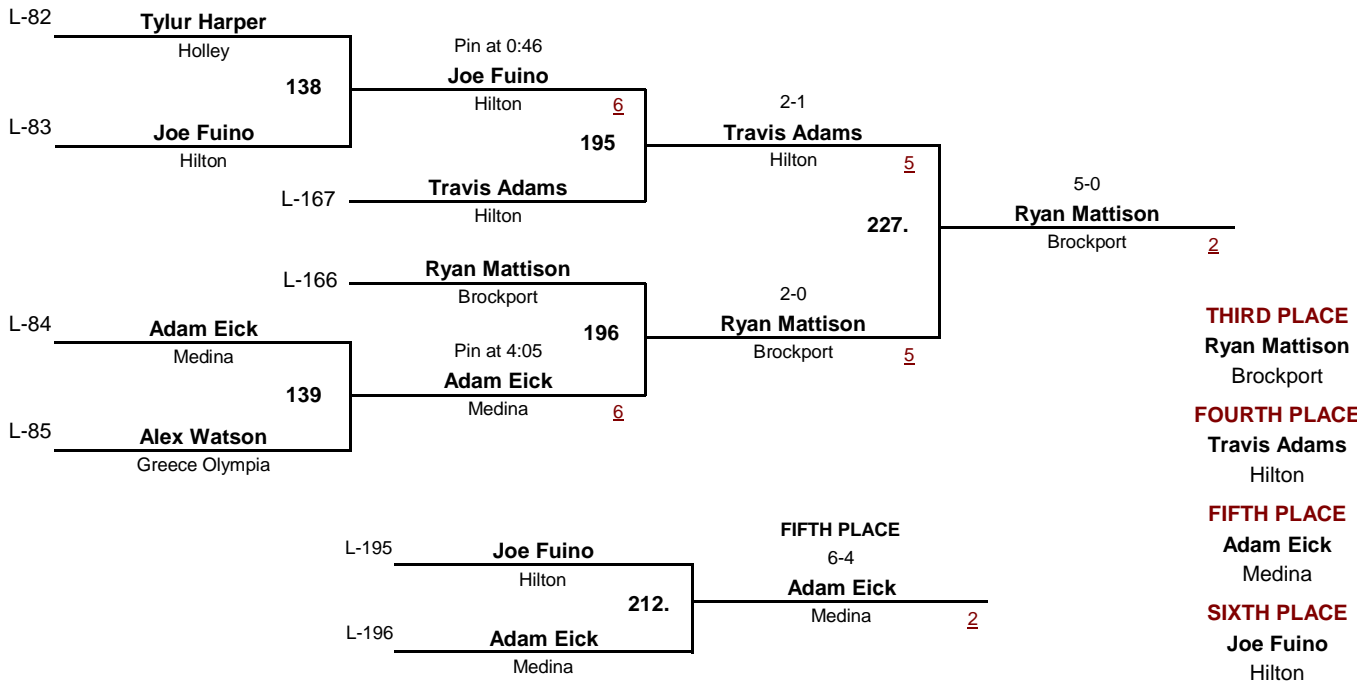 L-82
Tylur Harper
Holley
138
L-83
Joe Fuino
Hilton
Pin at 0:46
Joe Fuino
Hilton
6
195
L-167
Travis Adams
Hilton
2-1
Travis Adams
Hilton
5
227.
5-0
Ryan Mattison
Brockport
2
L-166
Ryan Mattison
Brockport
196
2-0
Ryan Mattison
Brockport
5
L-84
Adam Eick
Medina
139
Pin at 4:05
Adam Eick
Medina
6
L-85
Alex Watson
Greece Olympia
THIRD PLACE
Ryan Mattison
Brockport
FOURTH PLACE
Travis Adams
Hilton
FIFTH PLACE
Adam Eick
Medina
SIXTH PLACE
Joe Fuino
Hilton
L-195
Joe Fuino
Hilton
212.
L-196
Adam Eick
Medina
FIFTH PLACE
6-4
Adam Eick
Medina
2